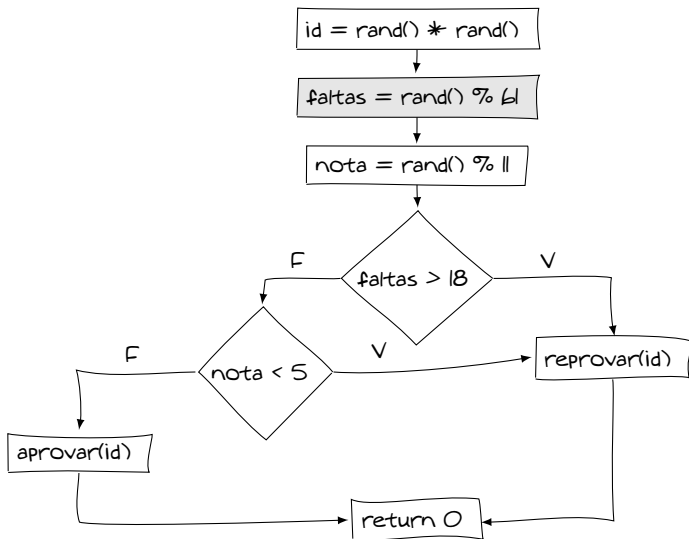 id = rand() * rand()
faltas = rand() % 61
nota = rand() % 11
F
V
faltas > 18
F
V
reprovar(id)
nota < 5
aprovar(id)
return 0